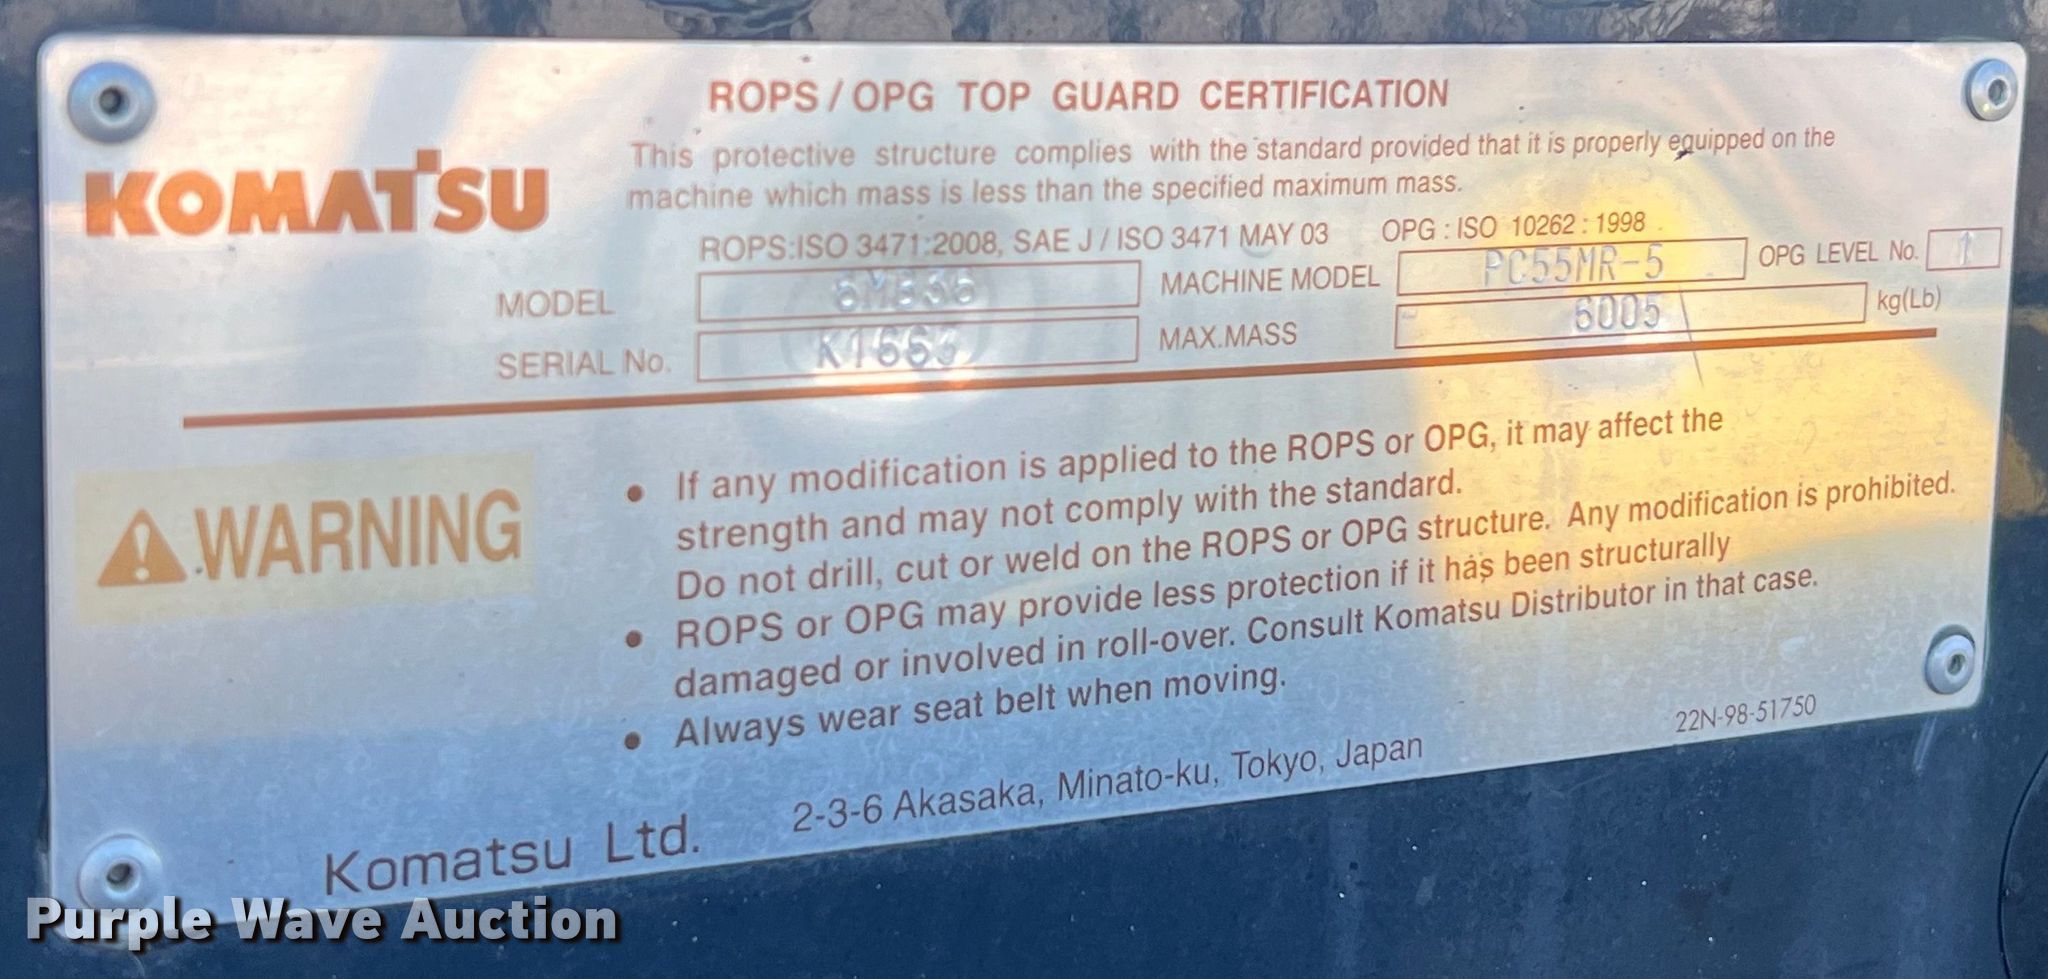 ROPS / OPG TOP GUARD CERTIFICATION
KOMATSU
This protective structure complies with the standard provided that it is properly equipped on the
machine which mass is less than the specified maximum mass.
ROPS:ISO 3471:2008, SAE J / ISO 3471 MAY 03 OPG : ISO 10262 : 1998
MODEL MACHINE MODEL PC55MR-5 OPG LEVEL No. 1
SERIAL No. MAX.MASS 6005 kg(Lb)
WARNING
• If any modification is applied to the ROPS or OPG, it may affect the
strength and may not comply with the standard.
Do not drill, cut or weld on the ROPS or OPG structure. Any modification is prohibited.
• ROPS or OPG may provide less protection if it has been structurally
damaged or involved in roll-over. Consult Komatsu Distributor in that case.
• Always wear seat belt when moving.
22N-98-51750
Komatsu Ltd. 2-3-6 Akasaka, Minato-ku, Tokyo, Japan
Purple Wave Auction